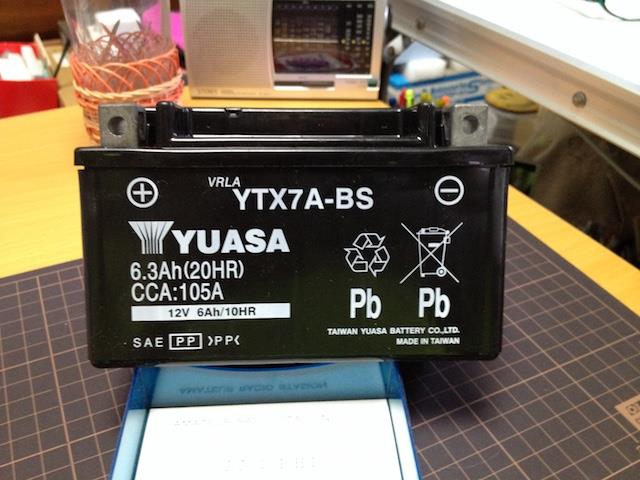 VRLA
YTX7A-BS
YUASA
6.3Ah(20HR)
CCA:105A
12V 6Ah/10HR
SAE PP >PP<
Pb Pb
TAIWAN YUASA BATTERY CO.,LTD.
MADE IN TAIWAN